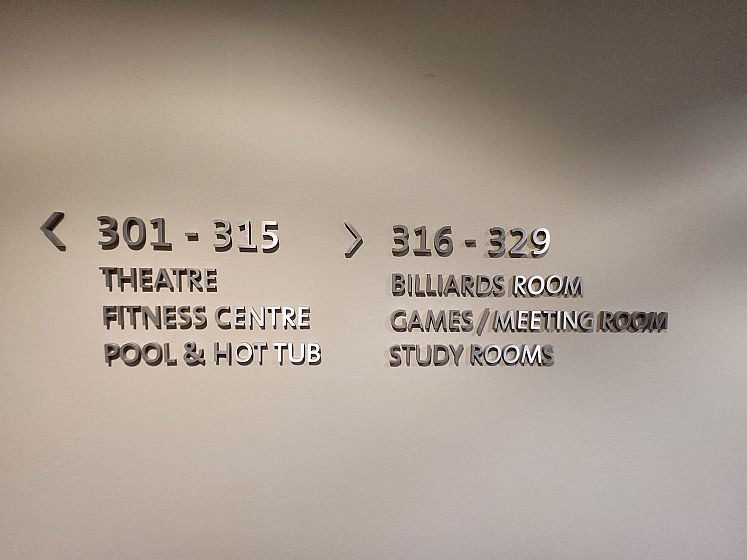 < 301 - 315
THEATRE
FITNESS CENTRE
POOL & HOT TUB
> 316 - 329
BILLIARDS ROOM
GAMES / MEETING ROOM
STUDY ROOMS